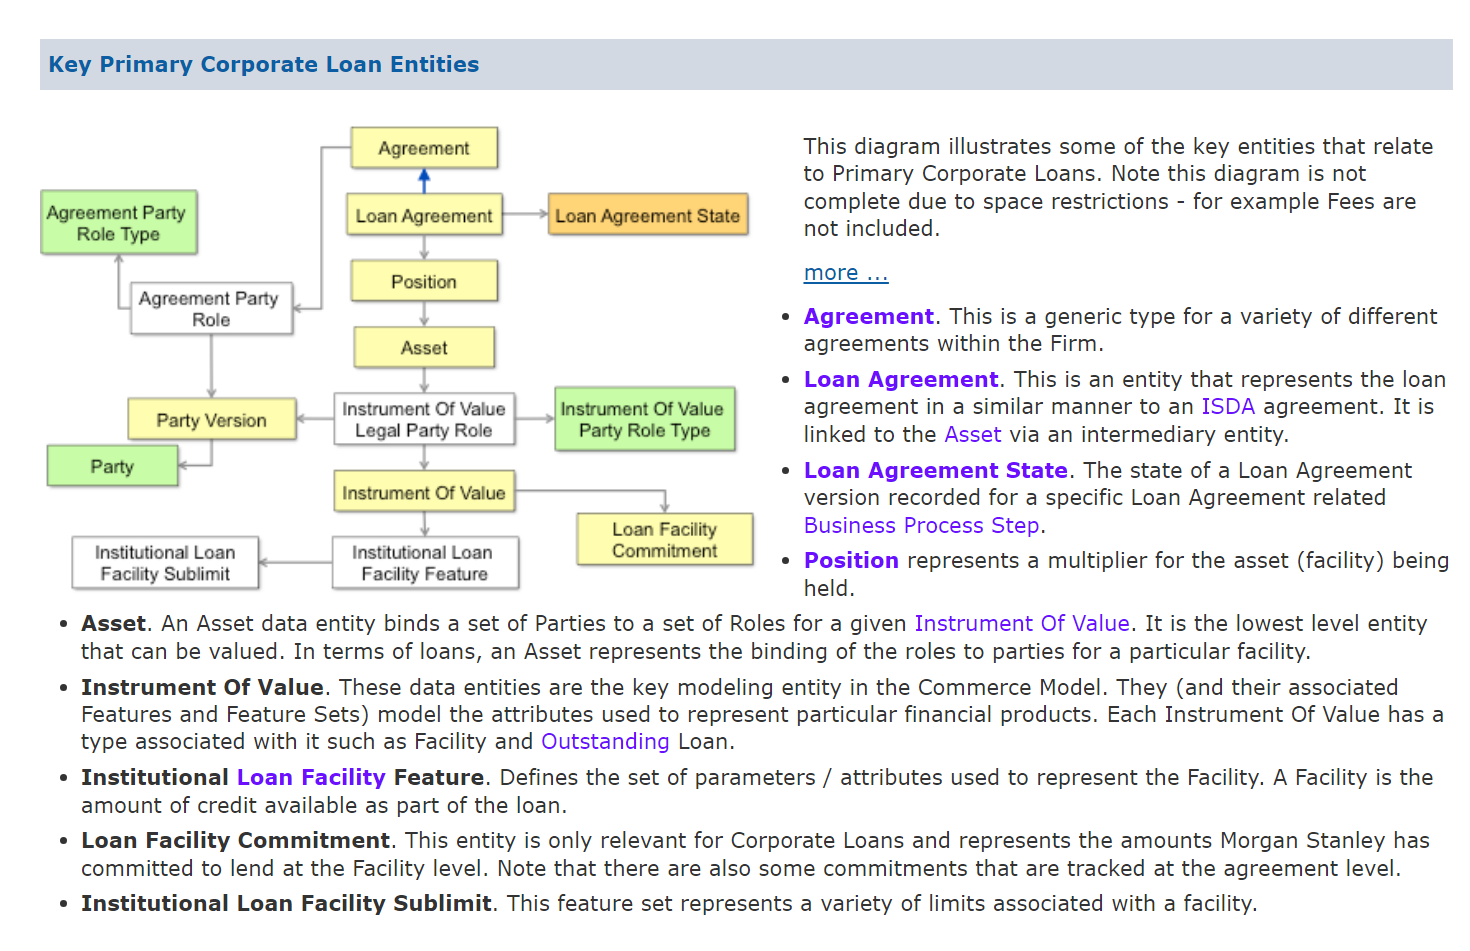 Key Primary Corporate Loan Entities
Agreement
Agreement Party
Role Type
Loan Agreement
Loan Agreement State
Position
Agreement Party
Role
Asset
Party Version
Instrument Of Value
Legal Party Role
Instrument Of Value
Party Role Type
Party
Instrument Of Value
Loan Facility
Commitment
Institutional Loan
Facility Sublimit
Institutional Loan
Facility Feature
This diagram illustrates some of the key entities that relate
to Primary Corporate Loans. Note this diagram is not
complete due to space restrictions - for example Fees are
not included.
more ...
• Agreement. This is a generic type for a variety of different
agreements within the Firm.
• Loan Agreement. This is an entity that represents the loan
agreement in a similar manner to an ISDA agreement. It is
linked to the Asset via an intermediary entity.
• Loan Agreement State. The state of a Loan Agreement
version recorded for a specific Loan Agreement related
Business Process Step.
• Position represents a multiplier for the asset (facility) being
held.
• Asset. An Asset data entity binds a set of Parties to a set of Roles for a given Instrument Of Value. It is the lowest level entity
that can be valued. In terms of loans, an Asset represents the binding of the roles to parties for a particular facility.
• Instrument Of Value. These data entities are the key modeling entity in the Commerce Model. They (and their associated
Features and Feature Sets) model the attributes used to represent particular financial products. Each Instrument Of Value has a
type associated with it such as Facility and Outstanding Loan.
• Institutional Loan Facility Feature. Defines the set of parameters / attributes used to represent the Facility. A Facility is the
amount of credit available as part of the loan.
• Loan Facility Commitment. This entity is only relevant for Corporate Loans and represents the amounts Morgan Stanley has
committed to lend at the Facility level. Note that there are also some commitments that are tracked at the agreement level.
• Institutional Loan Facility Sublimit. This feature set represents a variety of limits associated with a facility.